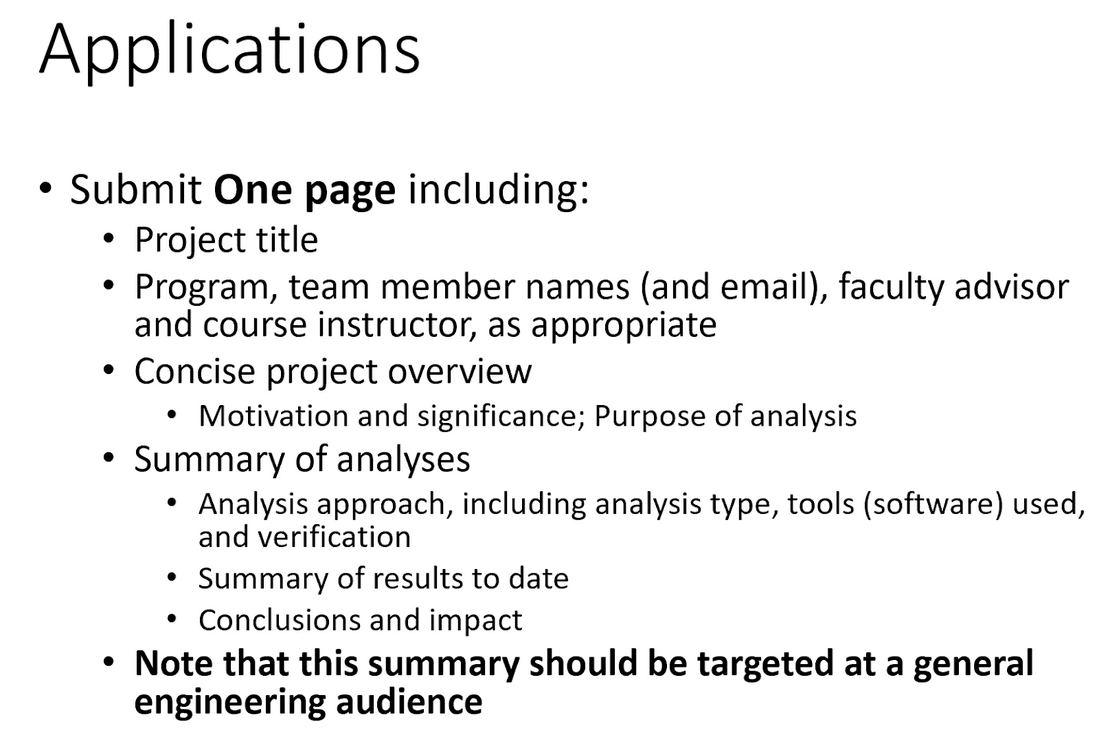 Applications
• Submit One page including:
• Project title
• Program, team member names (and email), faculty advisor
and course instructor, as appropriate
• Concise project overview
• Motivation and significance; Purpose of analysis
• Summary of analyses
• Analysis approach, including analysis type, tools (software) used,
and verification
• Summary of results to date
• Conclusions and impact
• Note that this summary should be targeted at a general
engineering audience